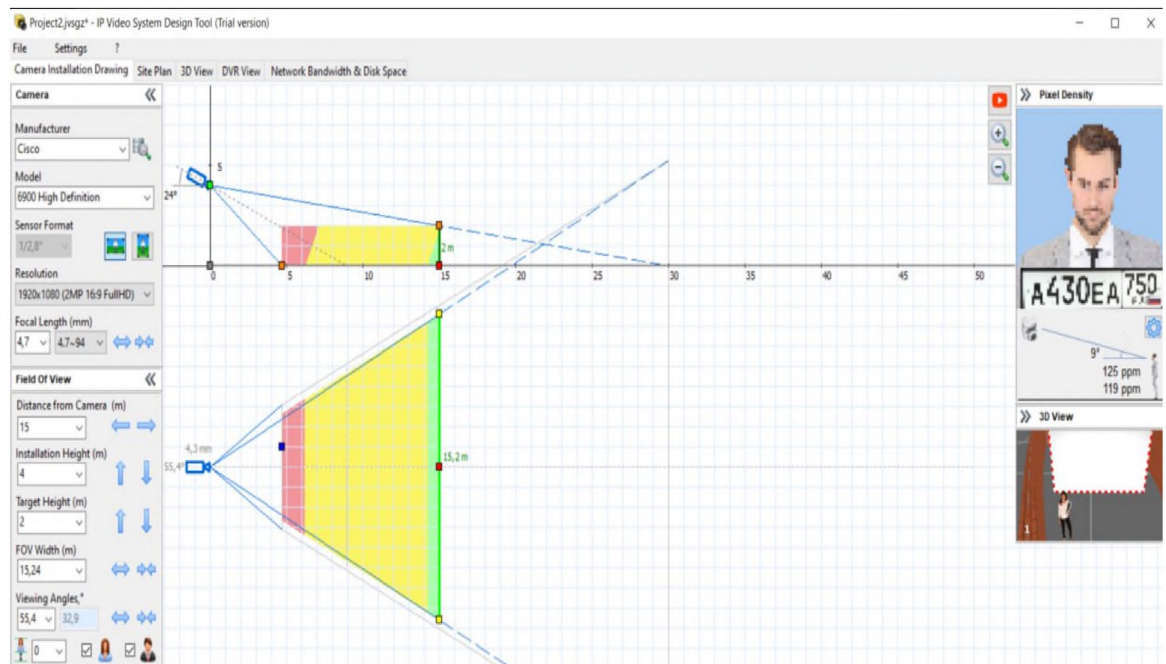 Project2.jvsgz* - IP Video System Design Tool (Trial version)
File Settings ?
Camera Installation Drawing Site Plan 3D View DVR View Network Bandwidth & Disk Space
Camera
Manufacturer
Cisco
Model
6900 High Definition
Sensor Format
1/2,8"
Resolution
1920x1080 (2MP 16:9 FullHD)
Focal Length (mm)
4,7 4.7~94
Field Of View
Distance from Camera (m)
15
Installation Height (m)
4
Target Height (m)
2
FOV Width (m)
15,24
Viewing Angles,°
55,4 32,9
0
5
24°
2 m
0 5 10 15 20 25 30 35 40 45 50
4,3 mm
55,4°
15,2 m
Pixel Density
A430EA 750
9°
125 ppm
119 ppm
3D View
1